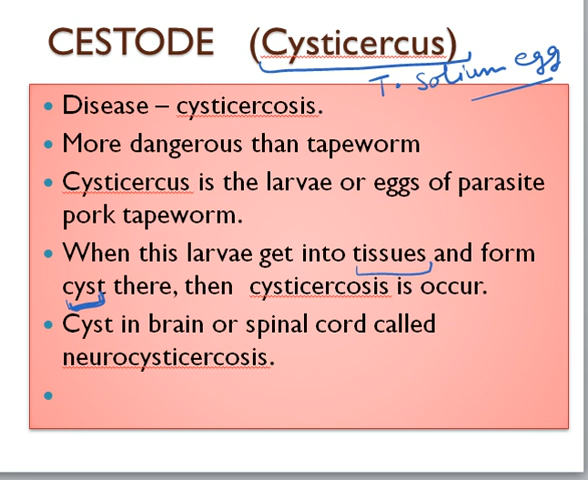 CESTODE (Cysticercus)
T. Solium egg
• Disease – cysticercosis.
• More dangerous than tapeworm
• Cysticercus is the larvae or eggs of parasite
pork tapeworm.
• When this larvae get into tissues and form
cyst there, then cysticercosis is occur.
• Cyst in brain or spinal cord called
neurocysticercosis.
•